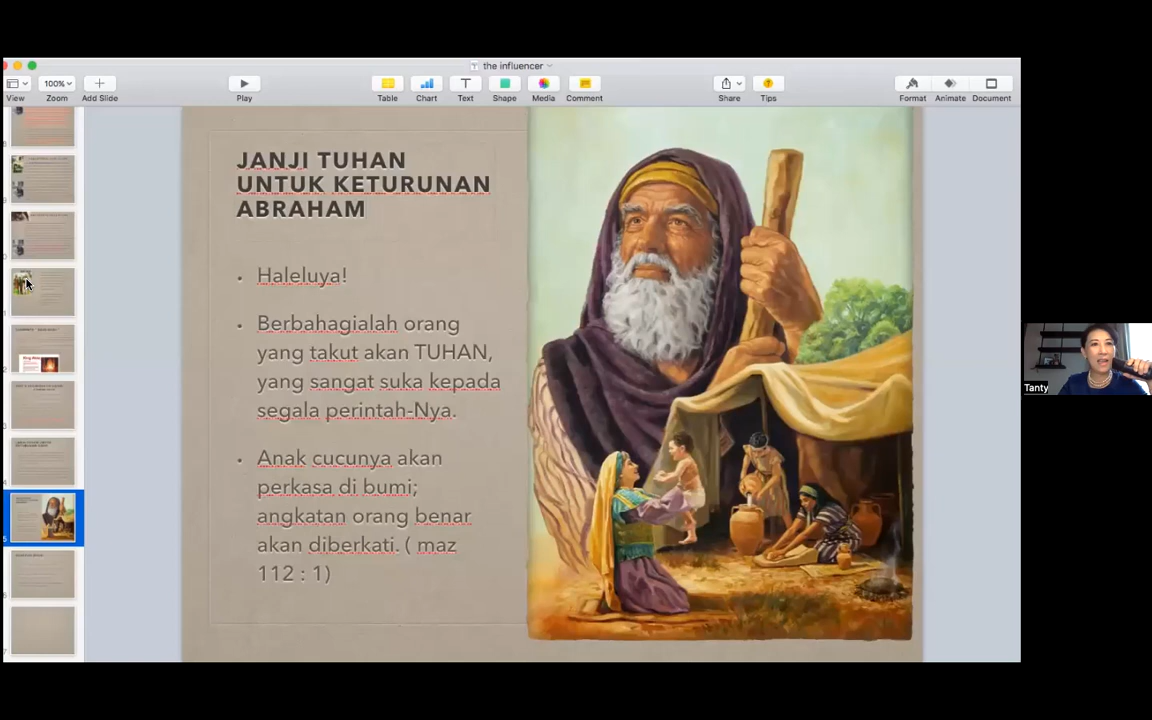 the influencer
100%
View
Zoom
Add Slide
Play
Table
Chart
Text
Shape
Media
Comment
Share
Tips
Format
Animate
Document
JANJI TUHAN
UNTUK KETURUNAN
ABRAHAM
• Haleluya!
• Berbahagialah orang
yang takut akan TUHAN,
yang sangat suka kepada
segala perintah-Nya.
• Anak cucunya akan
perkasa di bumi;
angkatan orang benar
akan diberkati. ( maz
112 : 1)
Tanty